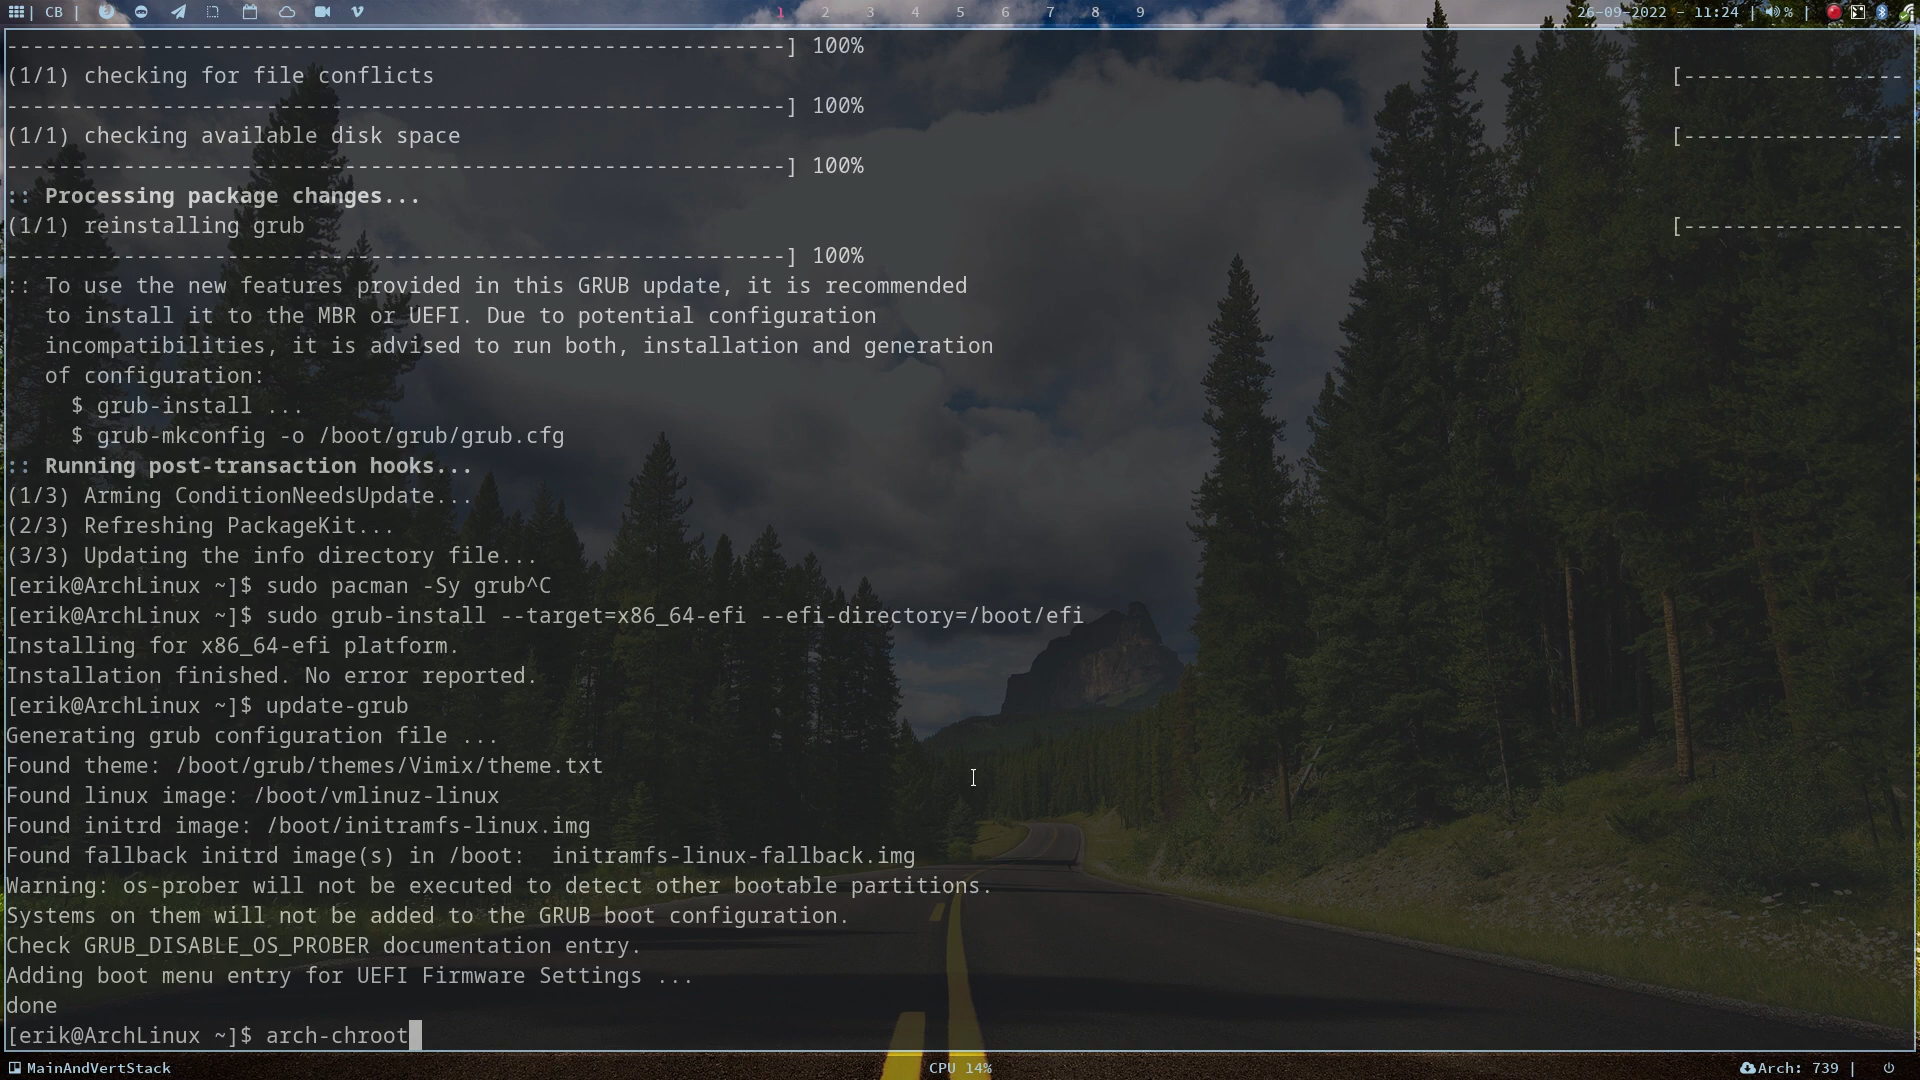 | CB |
1 2 3 4 5 6 7 8 9
26-09-2022 - 11:24 | % |
------------------------------------------------------------] 100%
(1/1) checking for file conflicts [-----------------
------------------------------------------------------------] 100%
(1/1) checking available disk space [-----------------
------------------------------------------------------------] 100%
:: Processing package changes...
(1/1) reinstalling grub [-----------------
------------------------------------------------------------] 100%
:: To use the new features provided in this GRUB update, it is recommended
to install it to the MBR or UEFI. Due to potential configuration
incompatibilities, it is advised to run both, installation and generation
of configuration:
$ grub-install ...
$ grub-mkconfig -o /boot/grub/grub.cfg
:: Running post-transaction hooks...
(1/3) Arming ConditionNeedsUpdate...
(2/3) Refreshing PackageKit...
(3/3) Updating the info directory file...
[erik@ArchLinux ~]$ sudo pacman -Sy grub^C
[erik@ArchLinux ~]$ sudo grub-install --target=x86_64-efi --efi-directory=/boot/efi
Installing for x86_64-efi platform.
Installation finished. No error reported.
[erik@ArchLinux ~]$ update-grub
Generating grub configuration file ...
Found theme: /boot/grub/themes/Vimix/theme.txt
Found linux image: /boot/vmlinuz-linux
Found initrd image: /boot/initramfs-linux.img
Found fallback initrd image(s) in /boot:  initramfs-linux-fallback.img
Warning: os-prober will not be executed to detect other bootable partitions.
Systems on them will not be added to the GRUB boot configuration.
Check GRUB_DISABLE_OS_PROBER documentation entry.
Adding boot menu entry for UEFI Firmware Settings ...
done
[erik@ArchLinux ~]$ arch-chroot
MainAndVertStack
CPU 14%
Arch: 739 |